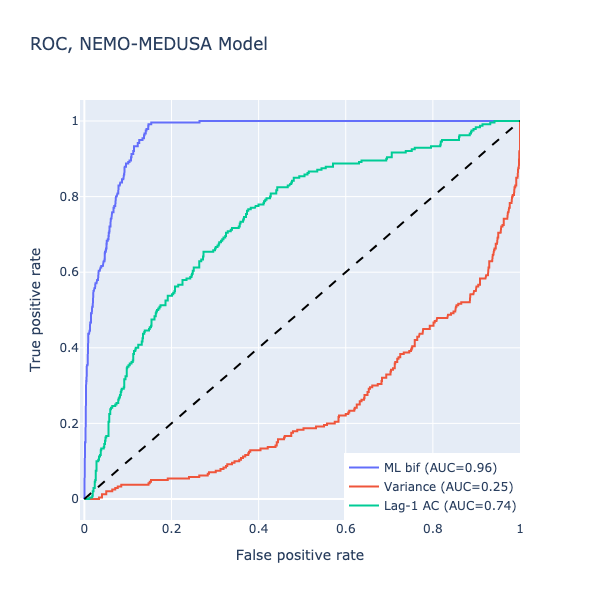 ROC, NEMO-MEDUSA Model
True positive rate
1
0.8
0.6
0.4
0.2
0
0
0.2
0.4
0.6
0.8
1
False positive rate
ML bif (AUC=0.96)
Variance (AUC=0.25)
Lag-1 AC (AUC=0.74)